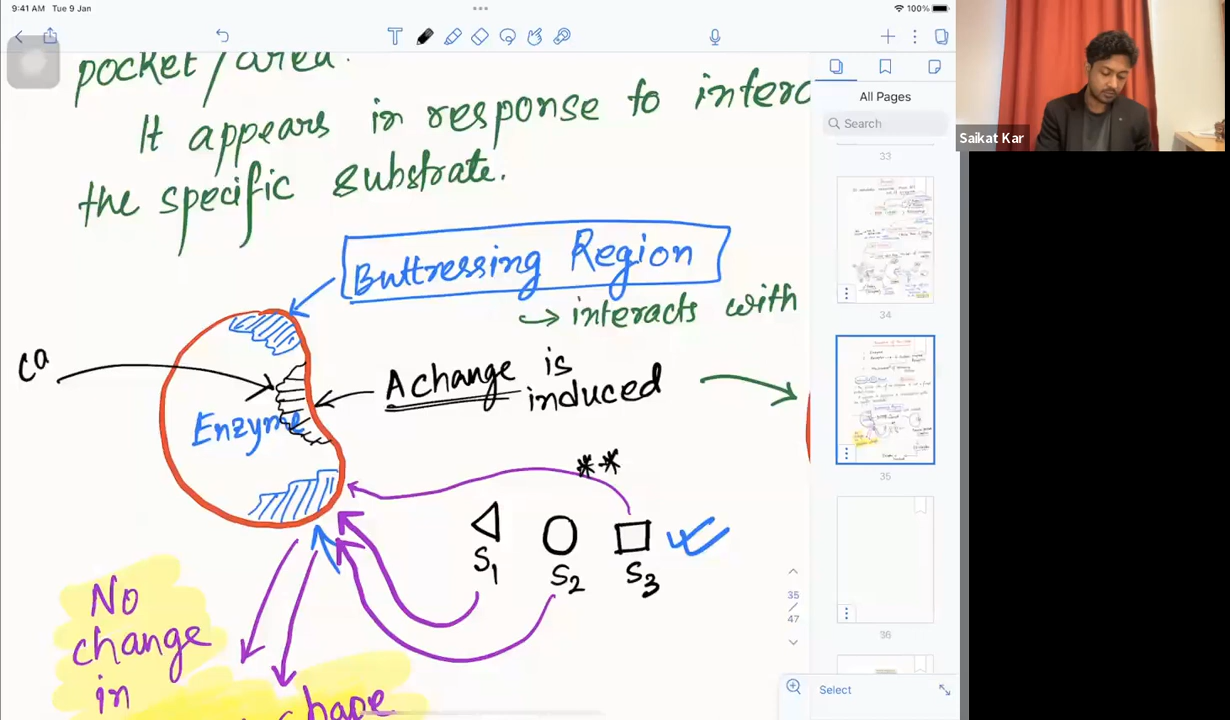 9:41 AM Tue 9 Jan
100%
pocket/area.
It appears in response to interc
the specific substrate.
Buttressing Region
→ interacts with
ca
A change is
induced
Enzyme
**
S1 S2 S3
No
change
in
shape
All Pages
Search
33
34
35
36
35
/
47
Select
Saikat Kar